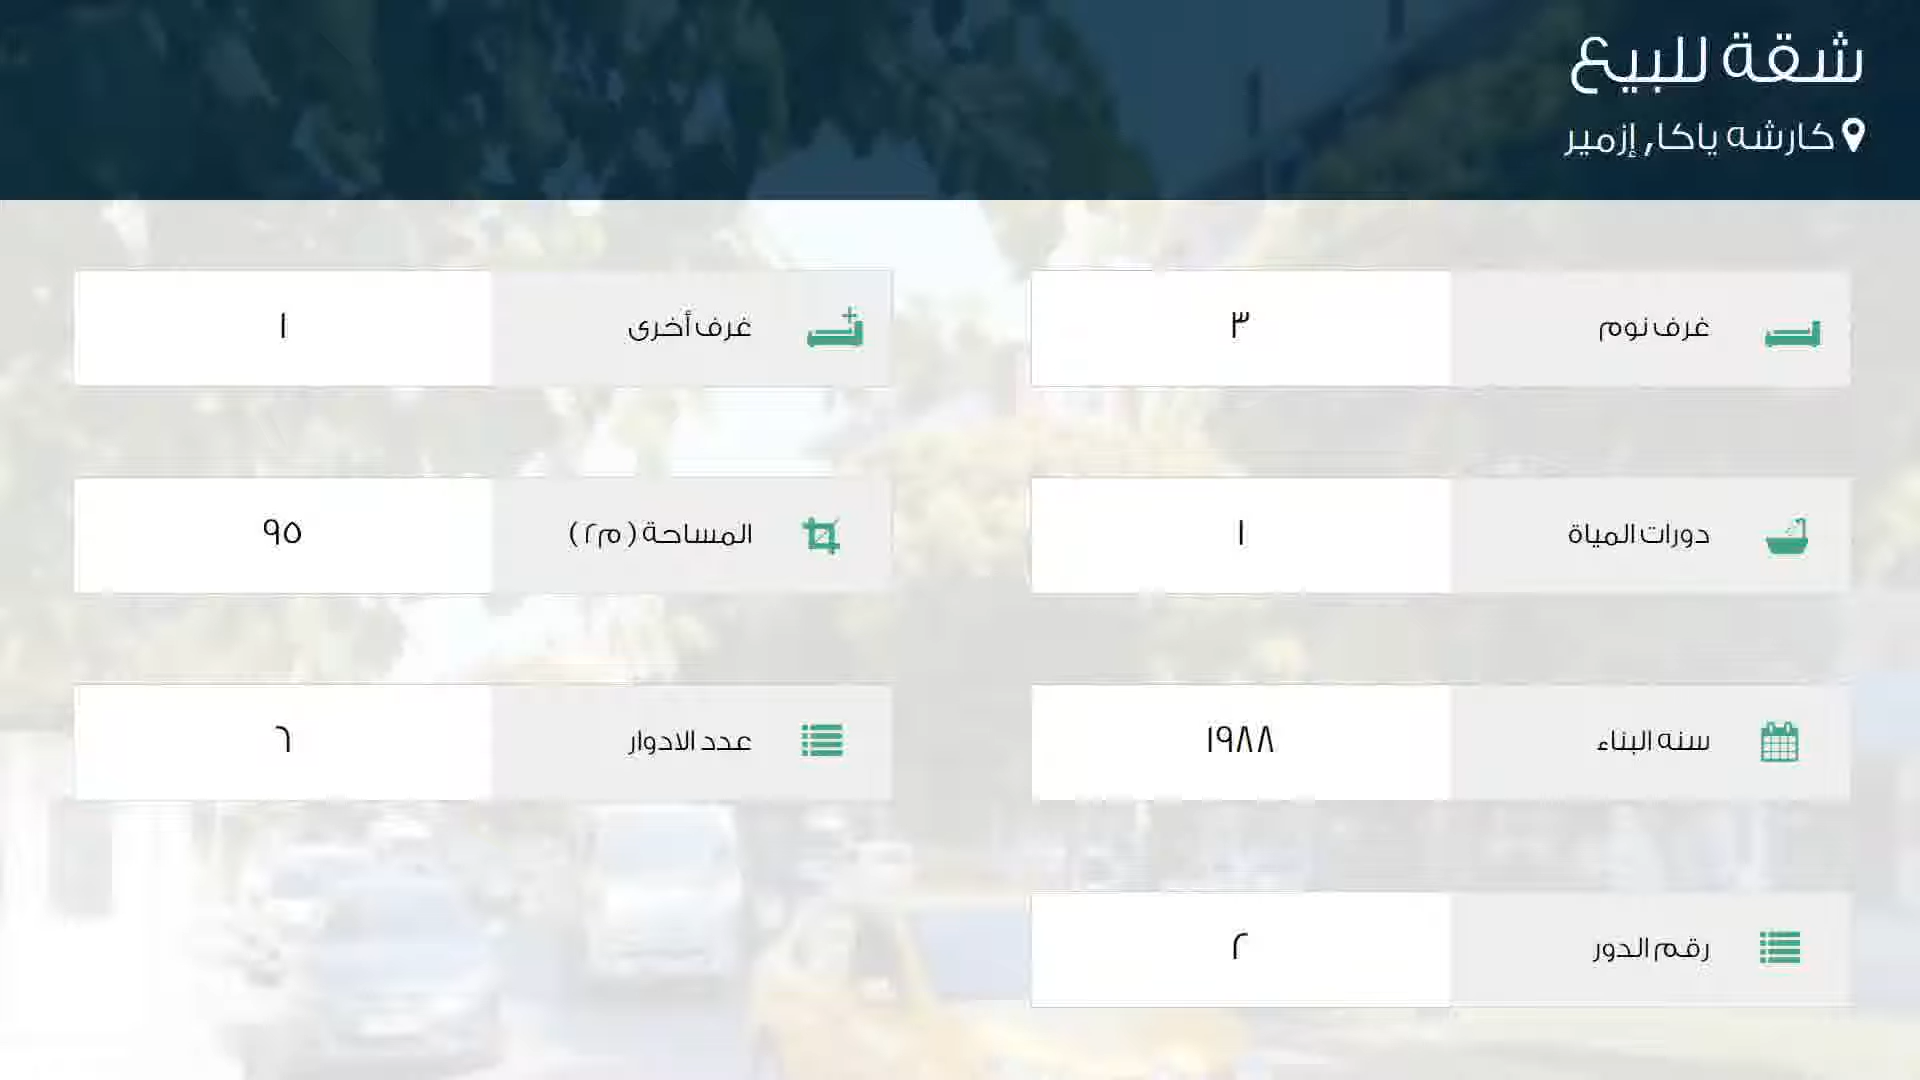 شقة للبيع
كارشه ياكا, إزمير
غرف نوم ٣
غرف أخرى ١
دورات المياة ١
المساحة (م٢) ٩٥
سنه البناء ١٩٨٨
عدد الادوار ٦
رقم الدور ٢